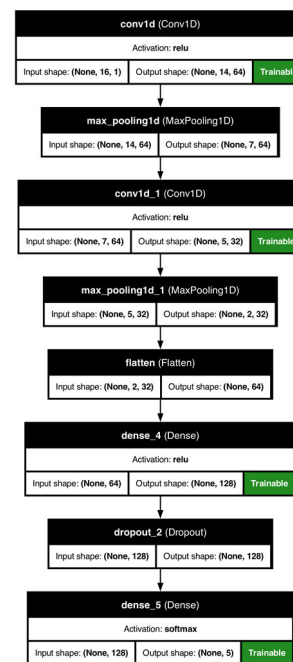 conv1d (Conv1D)
Activation: relu
Input shape: (None, 16, 1) Output shape: (None, 14, 64) Trainable
max_pooling1d (MaxPooling1D)
Input shape: (None, 14, 64) Output shape: (None, 7, 64)
conv1d_1 (Conv1D)
Activation: relu
Input shape: (None, 7, 64) Output shape: (None, 5, 32) Trainable
max_pooling1d_1 (MaxPooling1D)
Input shape: (None, 5, 32) Output shape: (None, 2, 32)
flatten (Flatten)
Input shape: (None, 2, 32) Output shape: (None, 64)
dense_4 (Dense)
Activation: relu
Input shape: (None, 64) Output shape: (None, 128) Trainable
dropout_2 (Dropout)
Input shape: (None, 128) Output shape: (None, 128)
dense_5 (Dense)
Activation: softmax
Input shape: (None, 128) Output shape: (None, 5) Trainable